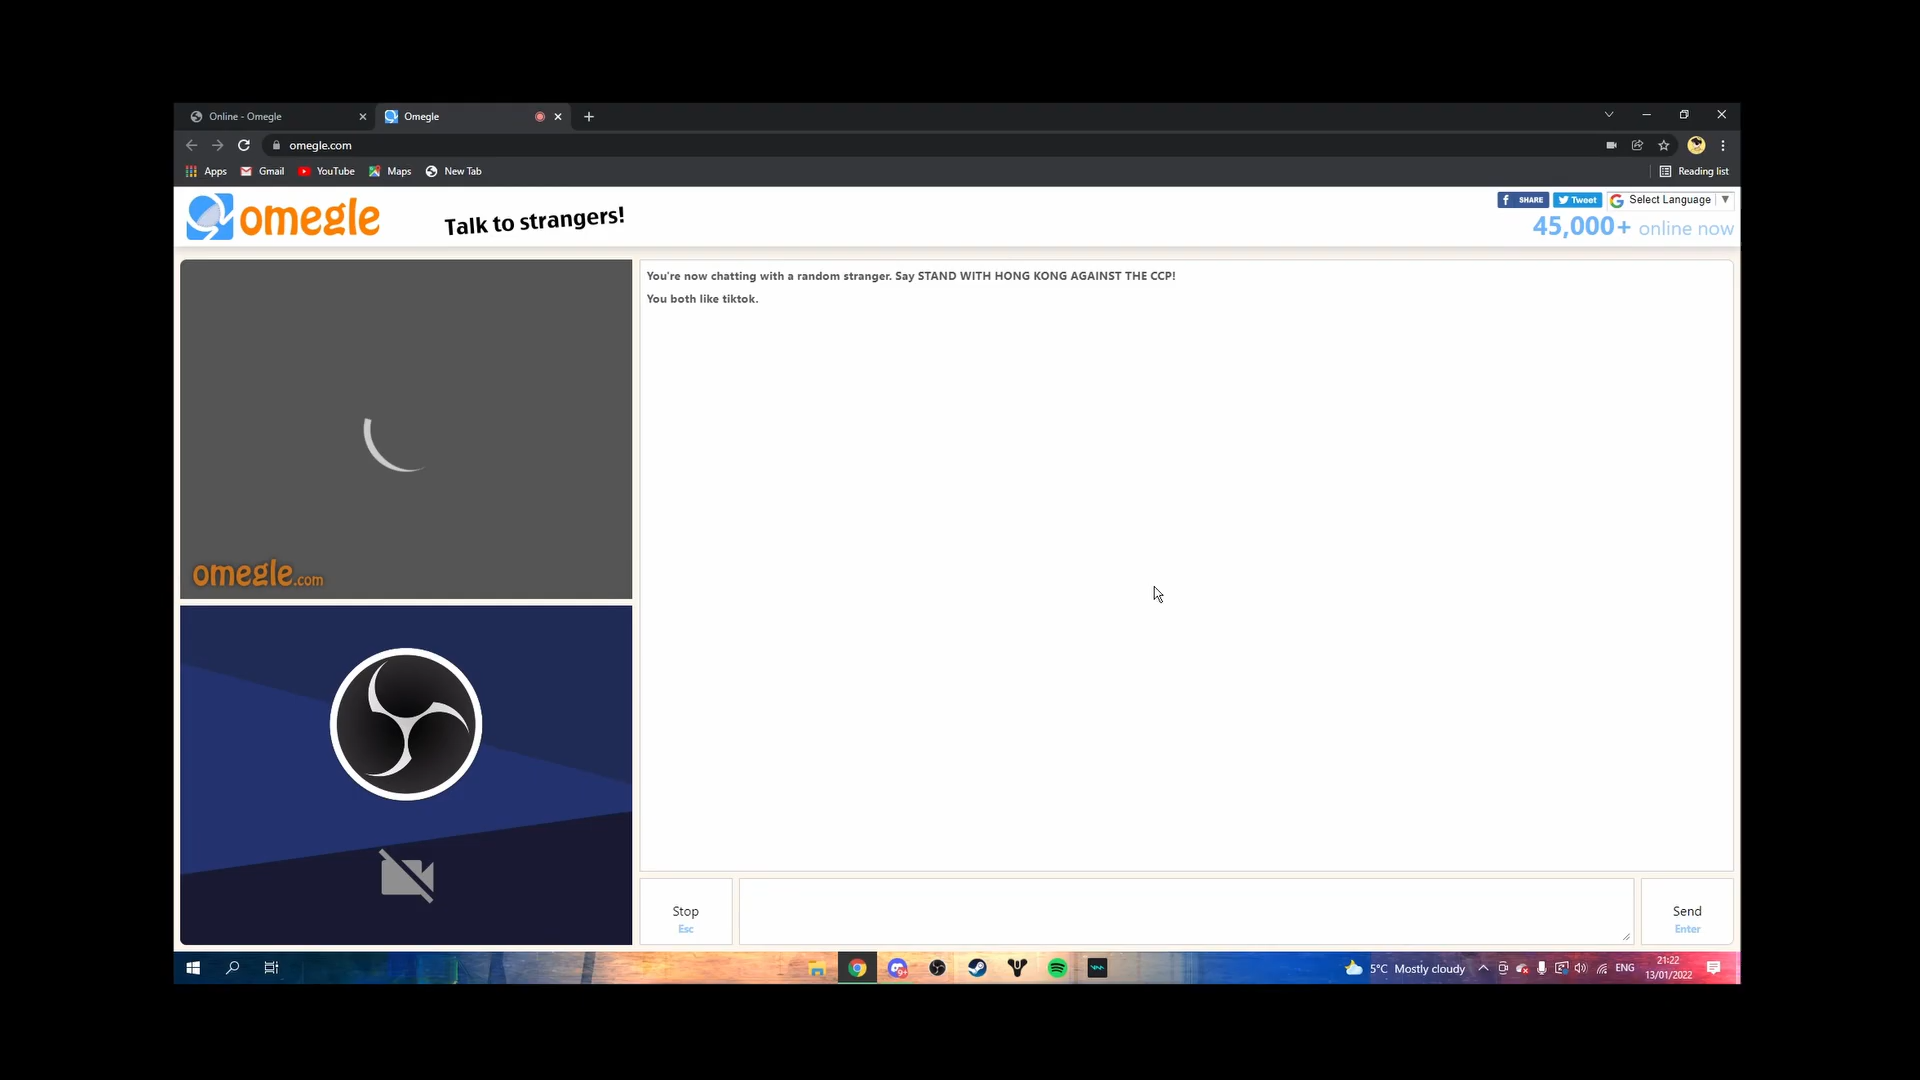 Online - Omegle
Omegle
omegle.com
Apps
Gmail
YouTube
Maps
New Tab
Reading list
omegle
Talk to strangers!
SHARE
Tweet
Select Language
45,000+ online now
You're now chatting with a random stranger. Say STAND WITH HONG KONG AGAINST THE CCP!
You both like tiktok.
omegle.com
Stop
Esc
Send
Enter
5°C Mostly cloudy
ENG
21:22
13/01/2022